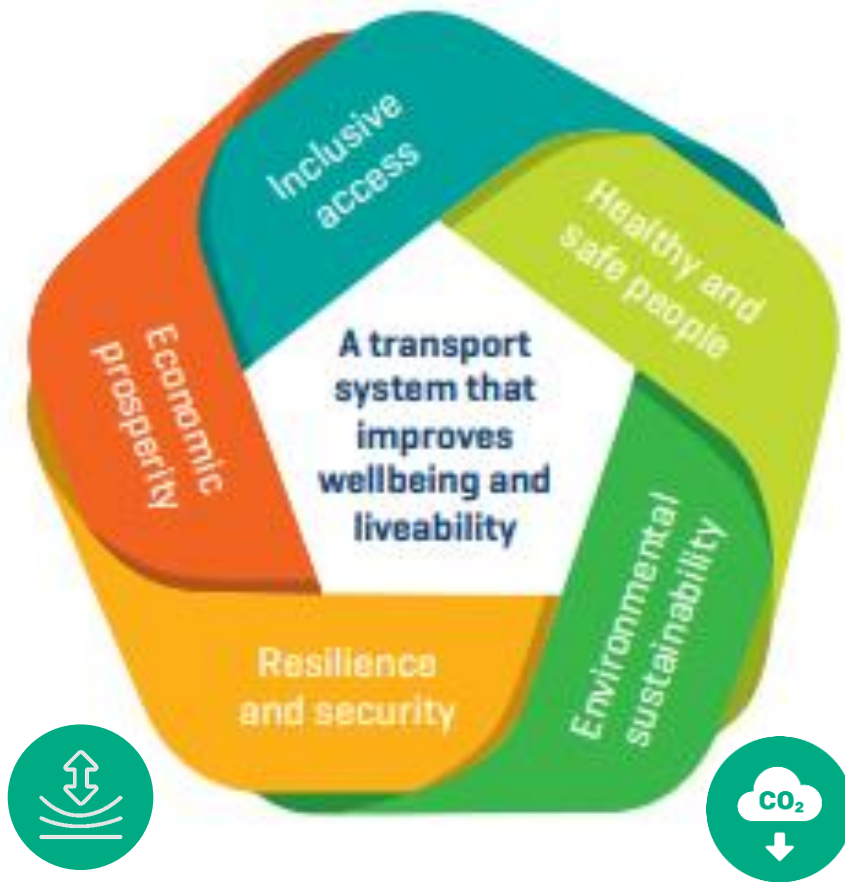 Inclusive
access
Healthy and
safe people
A transport
system that
improves
wellbeing and
liveability
Economic
prosperity
Environmental
sustainability
Resilience
and security
CO₂